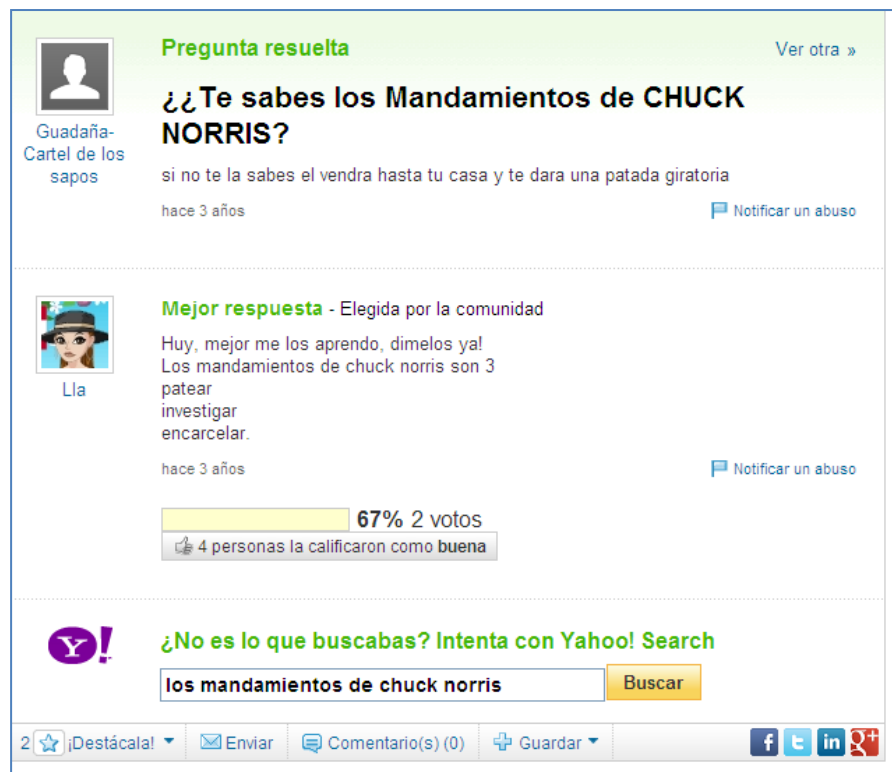 Pregunta resuelta
Ver otra »
¿¿Te sabes los Mandamientos de CHUCK
NORRIS?
Guadaña-
Cartel de los
sapos
si no te la sabes el vendra hasta tu casa y te dara una patada giratoria
hace 3 años
Notificar un abuso
Mejor respuesta - Elegida por la comunidad
Huy, mejor me los aprendo, dimelos ya!
Los mandamientos de chuck norris son 3
patear
investigar
encarcelar.
Lla
hace 3 años
Notificar un abuso
67% 2 votos
4 personas la calificaron como buena
Y!
¿No es lo que buscabas? Intenta con Yahoo! Search
los mandamientos de chuck norris
Buscar
2 ¡Destácala! Enviar Comentario(s) (0) Guardar f t in g+